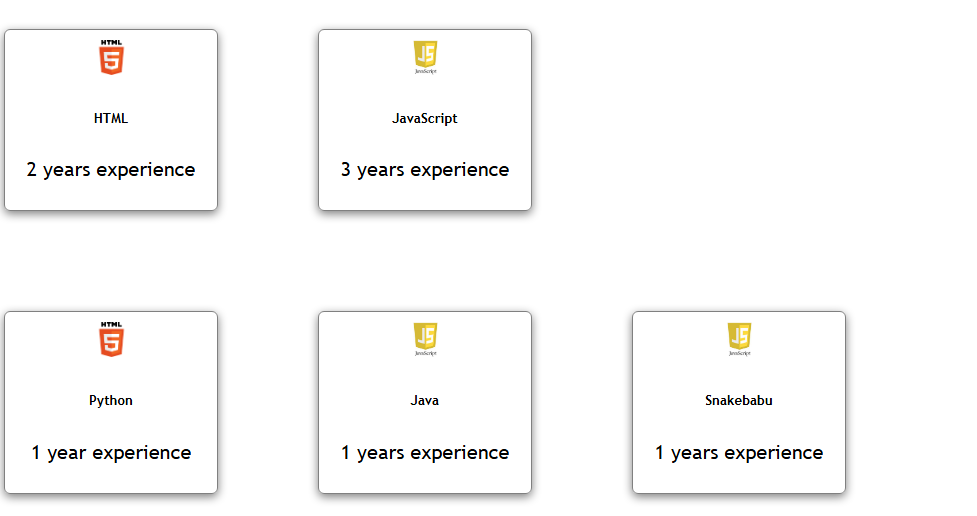 HTML
5
JS
JavaScript
HTML
JavaScript
2 years experience
3 years experience
HTML
5
JS
JavaScript
JS
JavaScript
Python
Java
Snakebabu
1 year experience
1 years experience
1 years experience